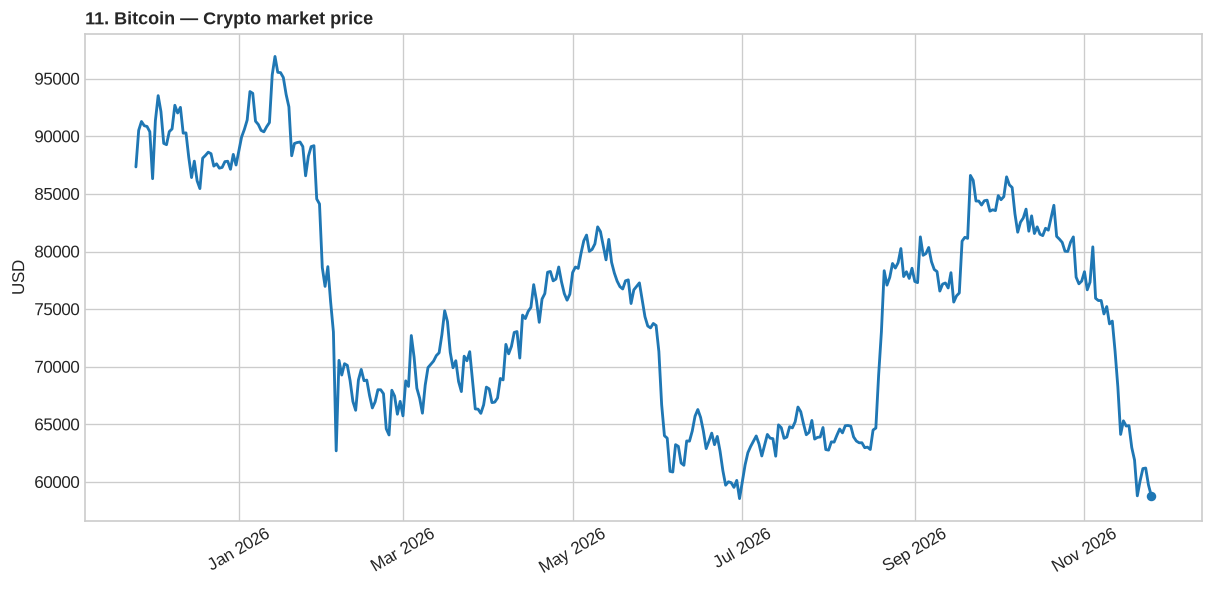 11. Bitcoin — Crypto market price
USD
95000
90000
85000
80000
75000
70000
65000
60000
Jan 2026
Mar 2026
May 2026
Jul 2026
Sep 2026
Nov 2026